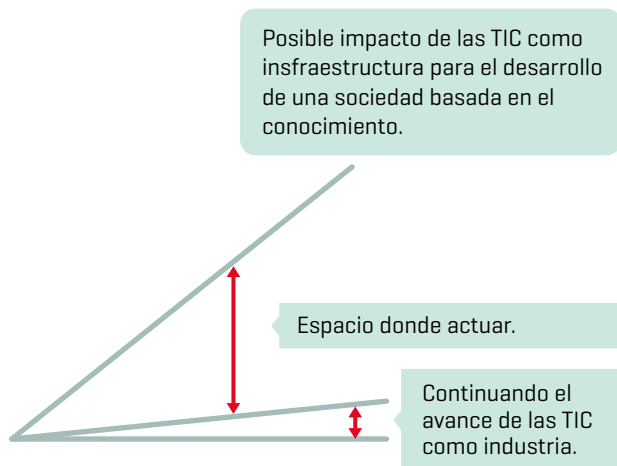 Posible impacto de las TIC como
insfraestructura para el desarrollo
de una sociedad basada en el
conocimiento.
Espacio donde actuar.
Continuando el
avance de las TIC
como industria.